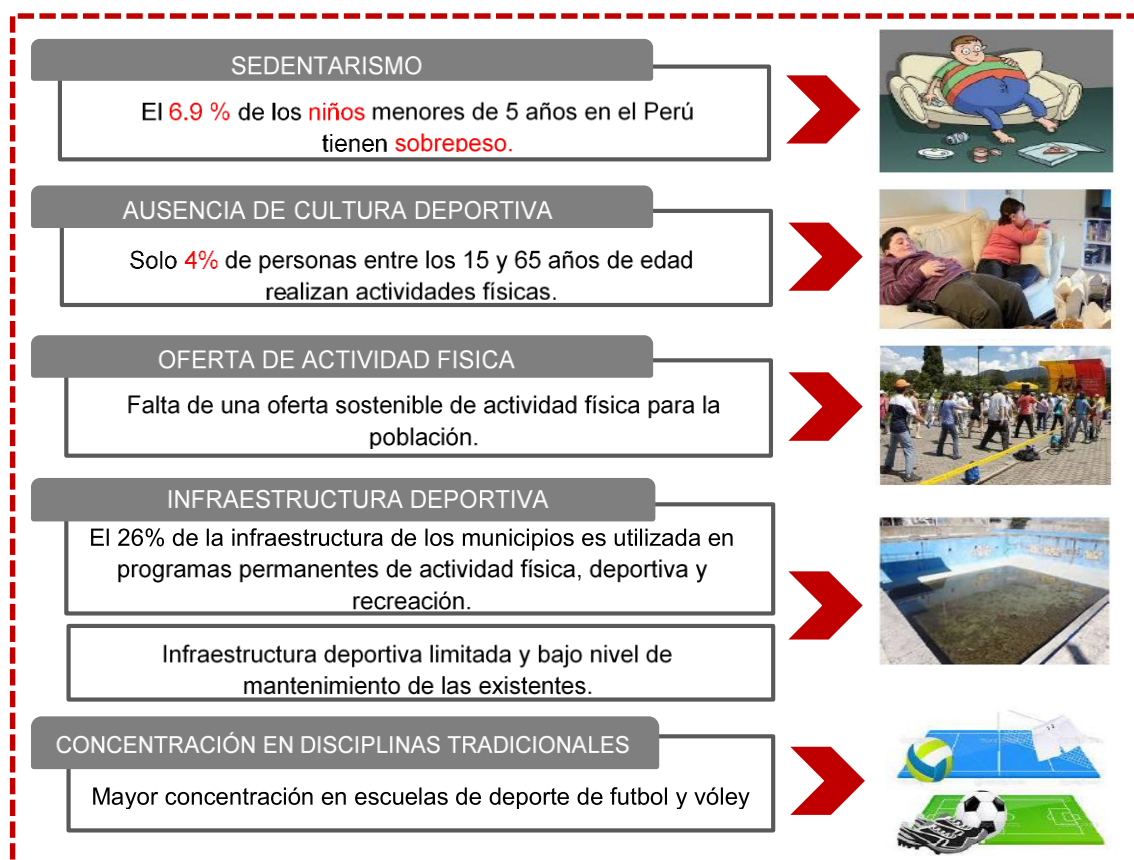 SEDENTARISMO
El 6.9 % de los niños menores de 5 años en el Perú
tienen sobrepeso.
AUSENCIA DE CULTURA DEPORTIVA
Solo 4% de personas entre los 15 y 65 años de edad
realizan actividades físicas.
OFERTA DE ACTIVIDAD FISICA
Falta de una oferta sostenible de actividad física para la
población.
INFRAESTRUCTURA DEPORTIVA
El 26% de la infraestructura de los municipios es utilizada en
programas permanentes de actividad física, deportiva y
recreación.
Infraestructura deportiva limitada y bajo nivel de
mantenimiento de las existentes.
CONCENTRACIÓN EN DISCIPLINAS TRADICIONALES
Mayor concentración en escuelas de deporte de futbol y vóley